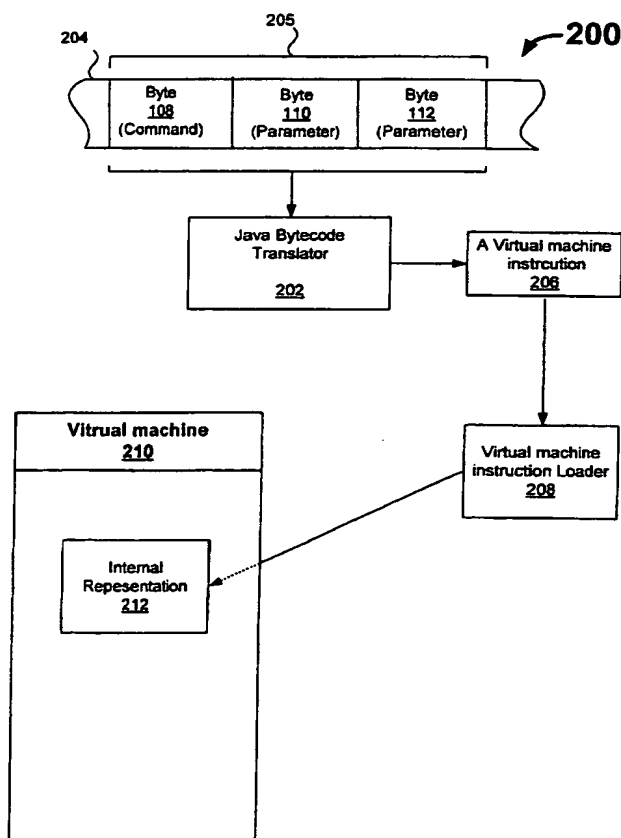 205
204
200
Byte
108
(Command)
Byte
110
(Parameter)
Byte
112
(Parameter)
Java Bytecode
Translator
202
A Virtual machine
instrcution
206
Vitrual machine
210
Virtual machine
instruction Loader
208
Internal
Repesentation
212